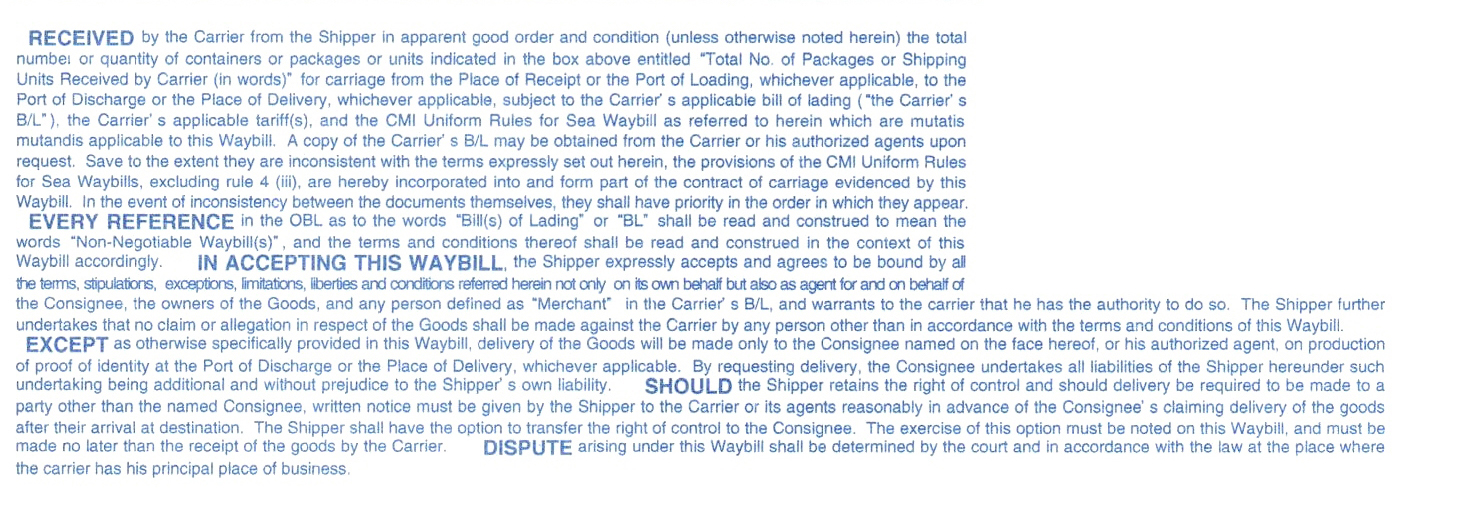 RECEIVED by the Carrier from the Shipper in apparent good order and condition (unless otherwise noted herein) the total
number or quantity of containers or packages or units indicated in the box above entitled "Total No. of Packages or Shipping
Units Received by Carrier (in words)" for carriage from the Place of Receipt or the Port of Loading, whichever applicable, to the
Port of Discharge or the Place of Delivery, whichever applicable, subject to the Carrier's applicable bill of lading ("the Carrier's
B/L"), the Carrier's applicable tariff(s), and the CMI Uniform Rules for Sea Waybill as referred to herein which are mutatis
mutandis applicable to this Waybill. A copy of the Carrier's B/L may be obtained from the Carrier or his authorized agents upon
request. Save to the extent they are inconsistent with the terms expressly set out herein, the provisions of the CMI Uniform Rules
for Sea Waybills, excluding rule 4 (iii), are hereby incorporated into and form part of the contract of carriage evidenced by this
Waybill. In the event of inconsistency between the documents themselves, they shall have priority in the order in which they appear.
EVERY REFERENCE in the OBL as to the words "Bill(s) of Lading" or "BL" shall be read and construed to mean the
words "Non-Negotiable Waybill(s)", and the terms and conditions thereof shall be read and construed in the context of this
Waybill accordingly. IN ACCEPTING THIS WAYBILL, the Shipper expressly accepts and agrees to be bound by all
the terms, stipulations, exceptions, limitations, liberties and conditions referred herein not only on its own behalf but also as agent for and on behalf of
the Consignee, the owners of the Goods, and any person defined as "Merchant" in the Carrier's B/L, and warrants to the carrier that he has the authority to do so. The Shipper further
undertakes that no claim or allegation in respect of the Goods shall be made against the Carrier by any person other than in accordance with the terms and conditions of this Waybill.
EXCEPT as otherwise specifically provided in this Waybill, delivery of the Goods will be made only to the Consignee named on the face hereof, or his authorized agent, on production
of proof of identity at the Port of Discharge or the Place of Delivery, whichever applicable. By requesting delivery, the Consignee undertakes all liabilities of the Shipper hereunder such
undertaking being additional and without prejudice to the Shipper's own liability. SHOULD the Shipper retains the right of control and should delivery be required to be made to a
party other than the named Consignee, written notice must be given by the Shipper to the Carrier or its agents reasonably in advance of the Consignee's claiming delivery of the goods
after their arrival at destination. The Shipper shall have the option to transfer the right of control to the Consignee. The exercise of this option must be noted on this Waybill, and must be
made no later than the receipt of the goods by the Carrier. DISPUTE arising under this Waybill shall be determined by the court and in accordance with the law at the place where
the carrier has his principal place of business.